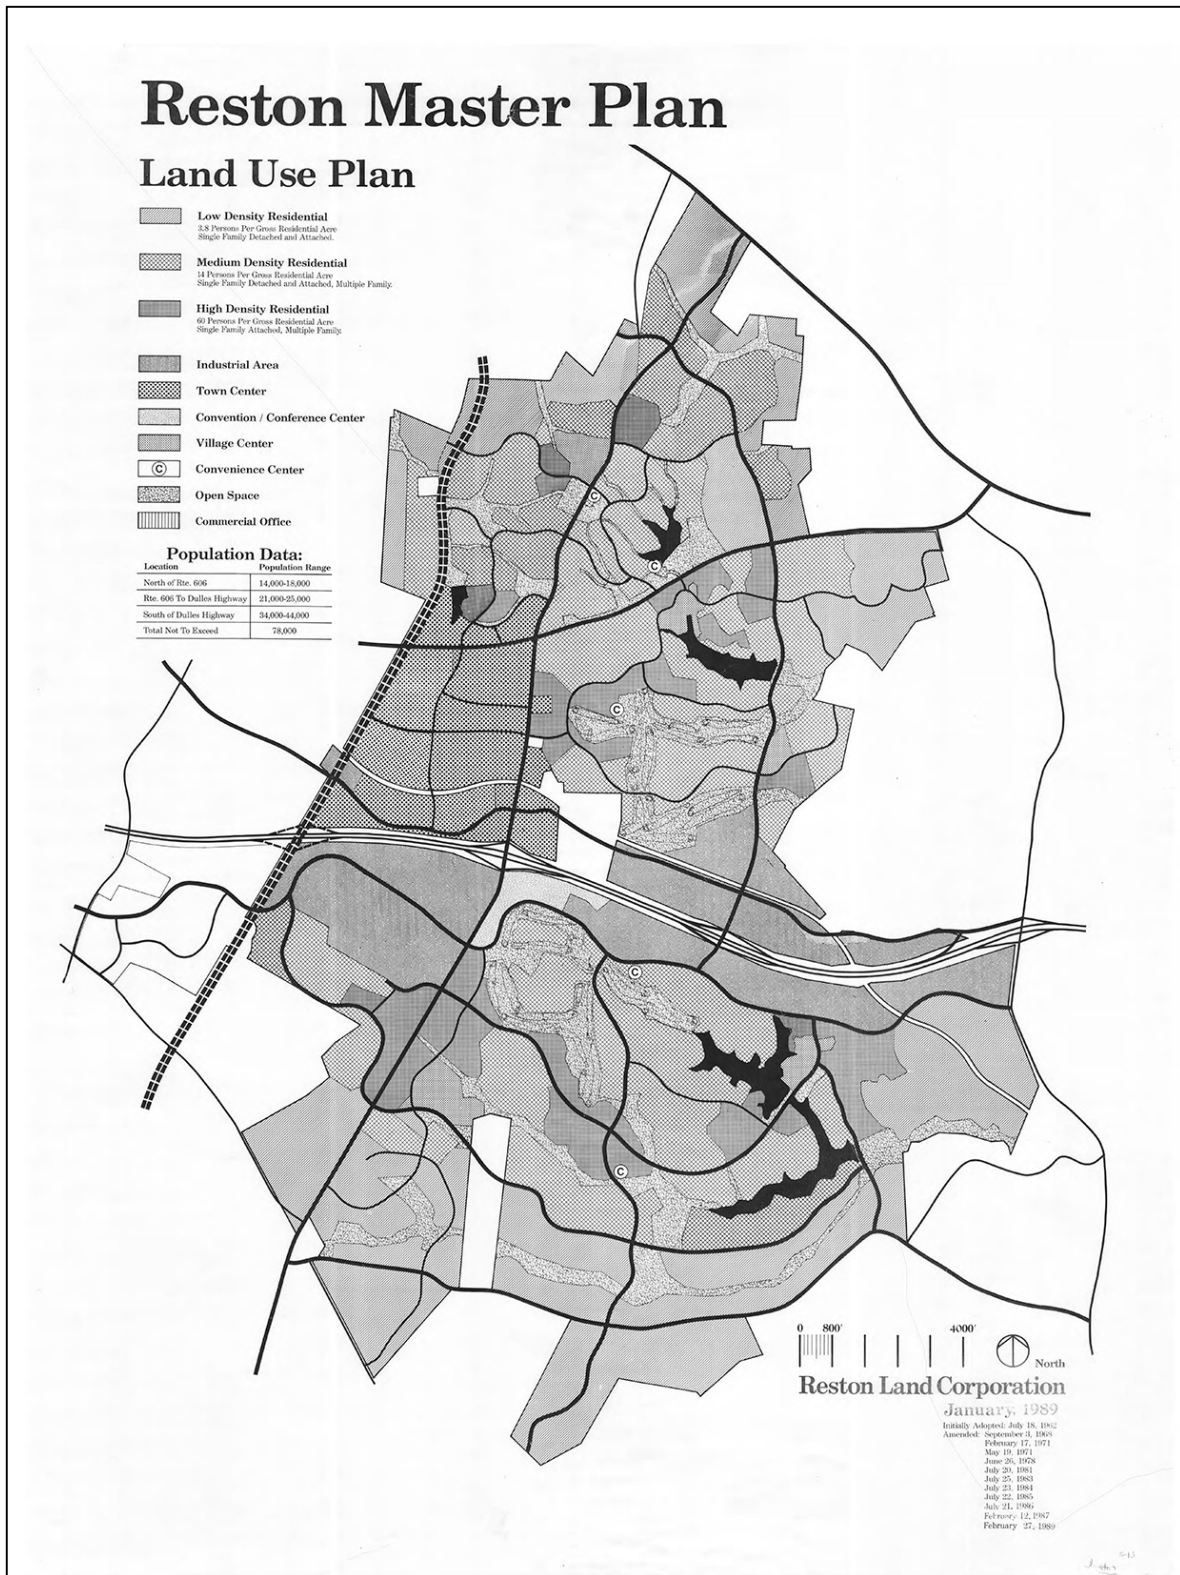 Reston Master Plan
Land Use Plan
Low Density Residential
3.8 Persons Per Gross Residential Acre
Single Family Detached and Attached.
Medium Density Residential
14 Persons Per Gross Residential Acre
Single Family Detached and Attached, Multiple Family.
High Density Residential
60 Persons Per Gross Residential Acre
Single Family Attached, Multiple Family.
Industrial Area
Town Center
Convention / Conference Center
Village Center
C Convenience Center
Open Space
Commercial Office
Population Data:
Location Population Range
North of Rte. 606 14,000-18,000
Rte. 606 To Dulles Highway 21,000-25,000
South of Dulles Highway 34,000-44,000
Total Not To Exceed 78,000
C
C
C
C
C
0 800' 4000'
North
Reston Land Corporation
January, 1989
Initially Adopted: July 18, 1962
Amended: September 3, 1968
February 17, 1971
May 19, 1971
June 26, 1978
July 20, 1981
July 25, 1983
July 23, 1984
July 22, 1985
July 21, 1986
February 12, 1987
February 27, 1989